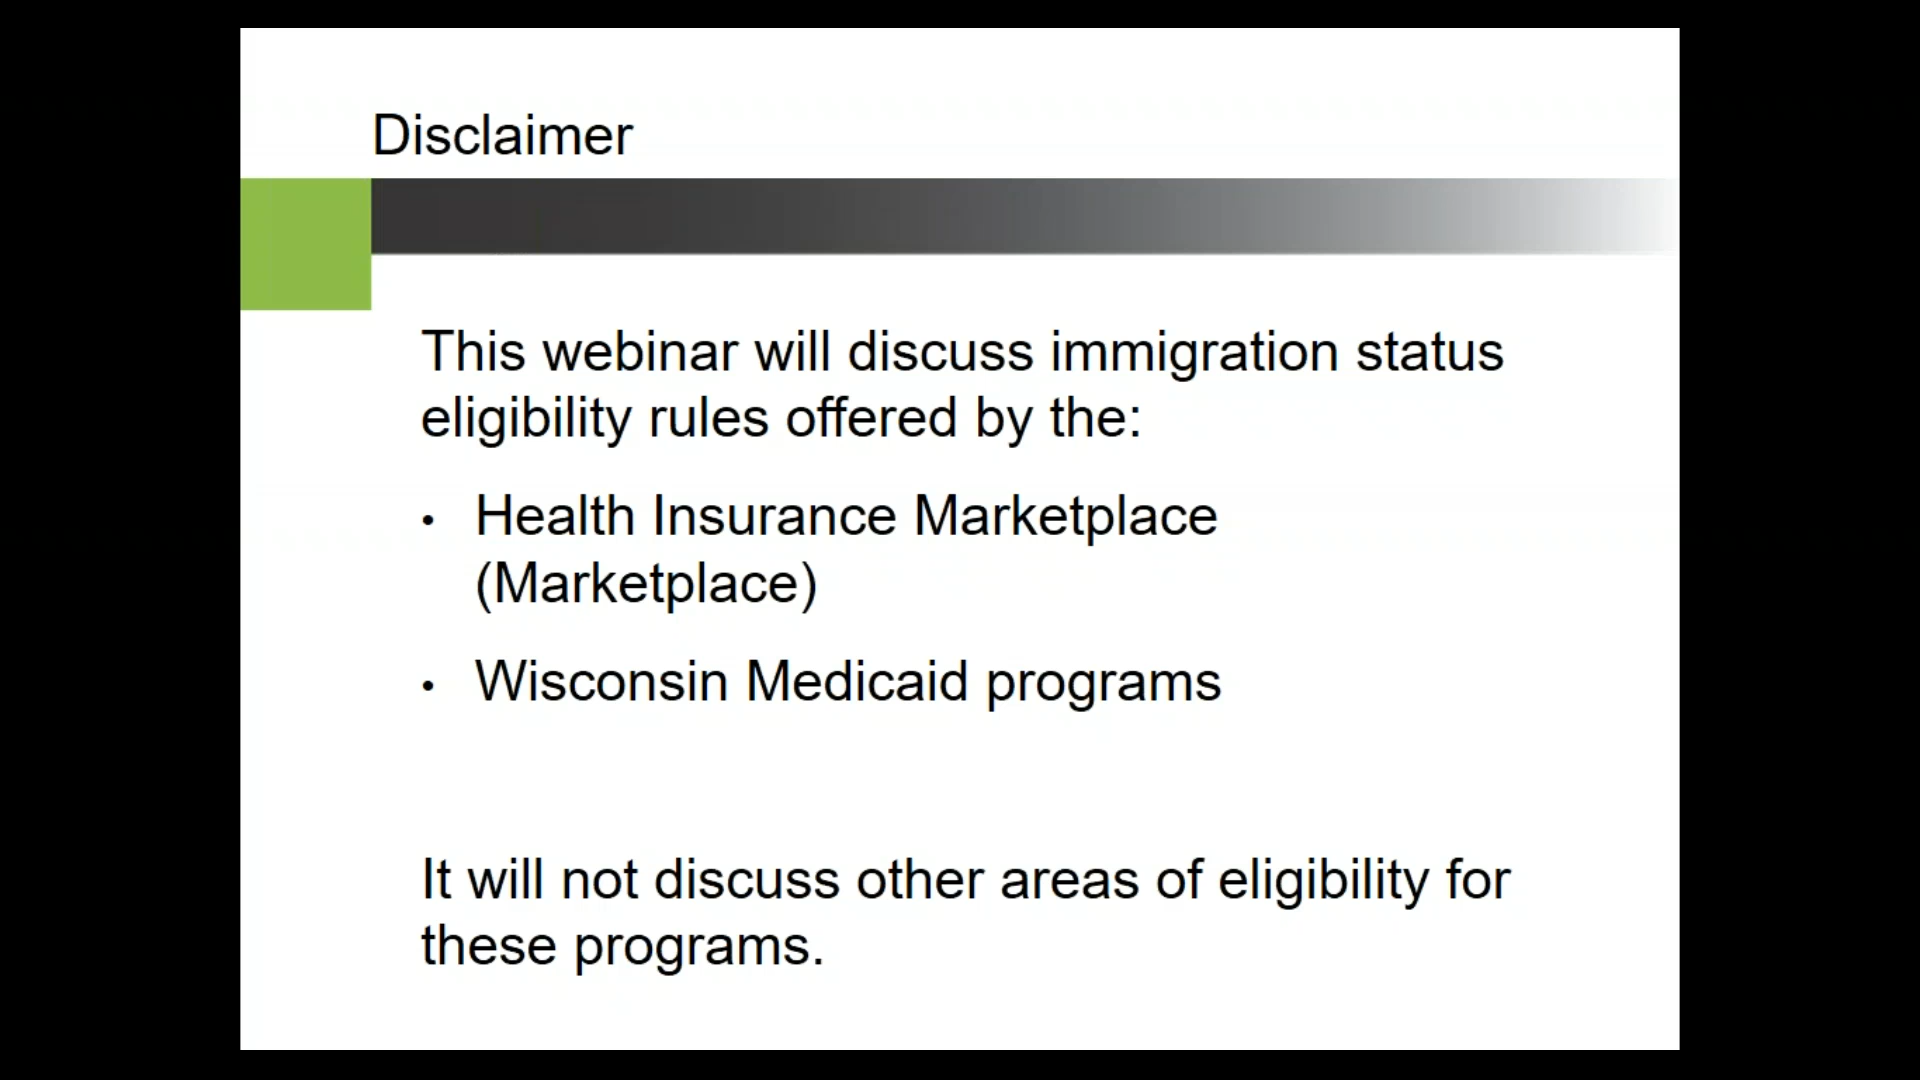 Disclaimer
This webinar will discuss immigration status
eligibility rules offered by the:
• Health Insurance Marketplace
(Marketplace)
• Wisconsin Medicaid programs
It will not discuss other areas of eligibility for
these programs.